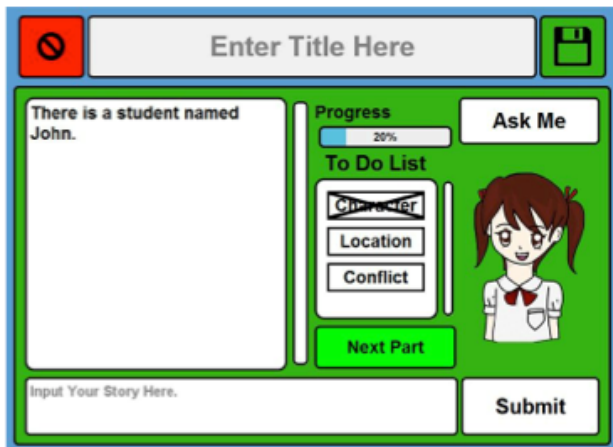 Enter Title Here
There is a student named
John.
Progress
20%
To Do List
Character
Location
Conflict
Next Part
Ask Me
Input Your Story Here.
Submit